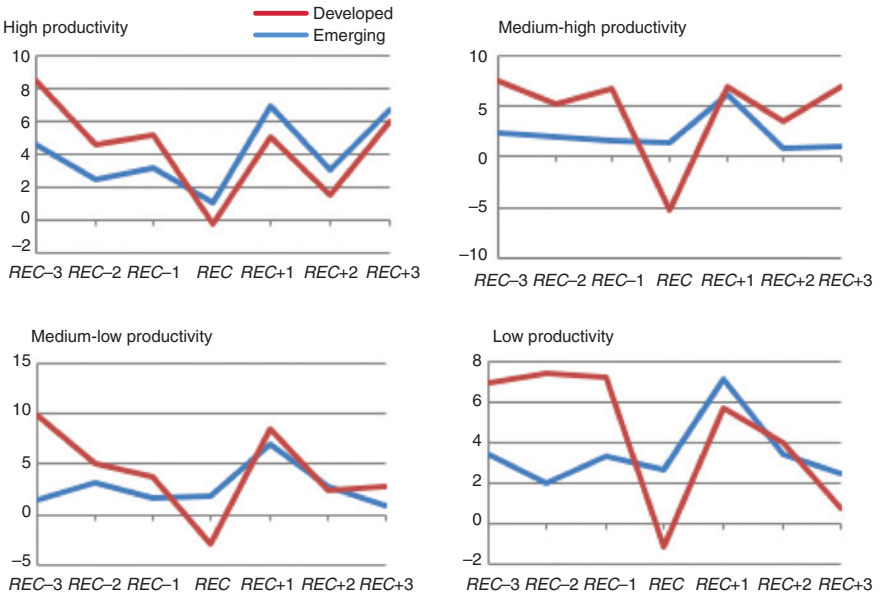 High productivity
Developed
Emerging
10
8
6
4
2
0
–2
REC–3 REC–2 REC–1 REC REC+1 REC+2 REC+3
Medium-high productivity
10
5
0
–5
–10
REC–3 REC–2 REC–1 REC REC+1 REC+2 REC+3
Medium-low productivity
15
10
5
0
–5
REC–3 REC–2 REC–1 REC REC+1 REC+2 REC+3
Low productivity
8
6
4
2
0
–2
REC–3 REC–2 REC–1 REC REC+1 REC+2 REC+3